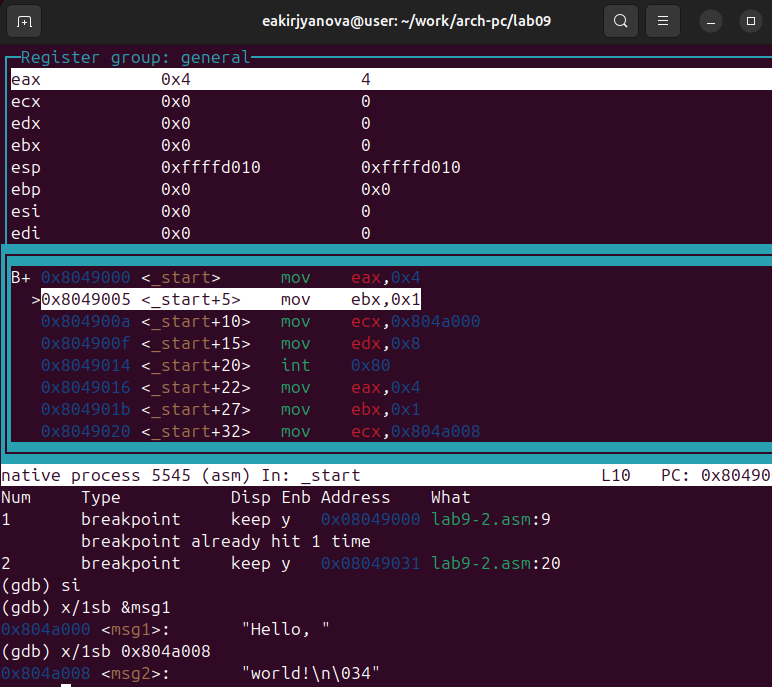 eakirjyanova@user: ~/work/arch-pc/lab09
Register group: general
eax 0x4 4
ecx 0x0 0
edx 0x0 0
ebx 0x0 0
esp 0xffffd010 0xffffd010
ebp 0x0 0x0
esi 0x0 0
edi 0x0 0
B+ 0x8049000 <_start> mov eax,0x4
>0x8049005 <_start+5> mov ebx,0x1
0x804900a <_start+10> mov ecx,0x804a000
0x804900f <_start+15> mov edx,0x8
0x8049014 <_start+20> int 0x80
0x8049016 <_start+22> mov eax,0x4
0x804901b <_start+27> mov ebx,0x1
0x8049020 <_start+32> mov ecx,0x804a008
native process 5545 (asm) In: _start L10 PC: 0x80490
Num Type Disp Enb Address What
1 breakpoint keep y 0x08049000 lab9-2.asm:9
breakpoint already hit 1 time
2 breakpoint keep y 0x08049031 lab9-2.asm:20
(gdb) si
(gdb) x/1sb &msg1
0x804a000 <msg1>: "Hello, "
(gdb) x/1sb 0x804a008
0x804a008 <msg2>: "world!\n\034"